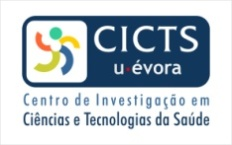 CICTS
u·évora
Centro de Investigação em
Ciências e Tecnologias da Saúde